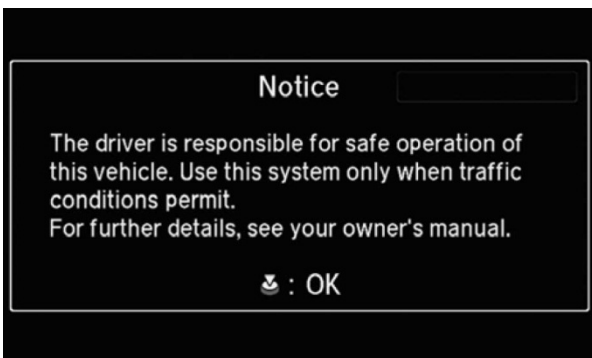 Notice
The driver is responsible for safe operation of
this vehicle. Use this system only when traffic
conditions permit.
For further details, see your owner's manual.
: OK